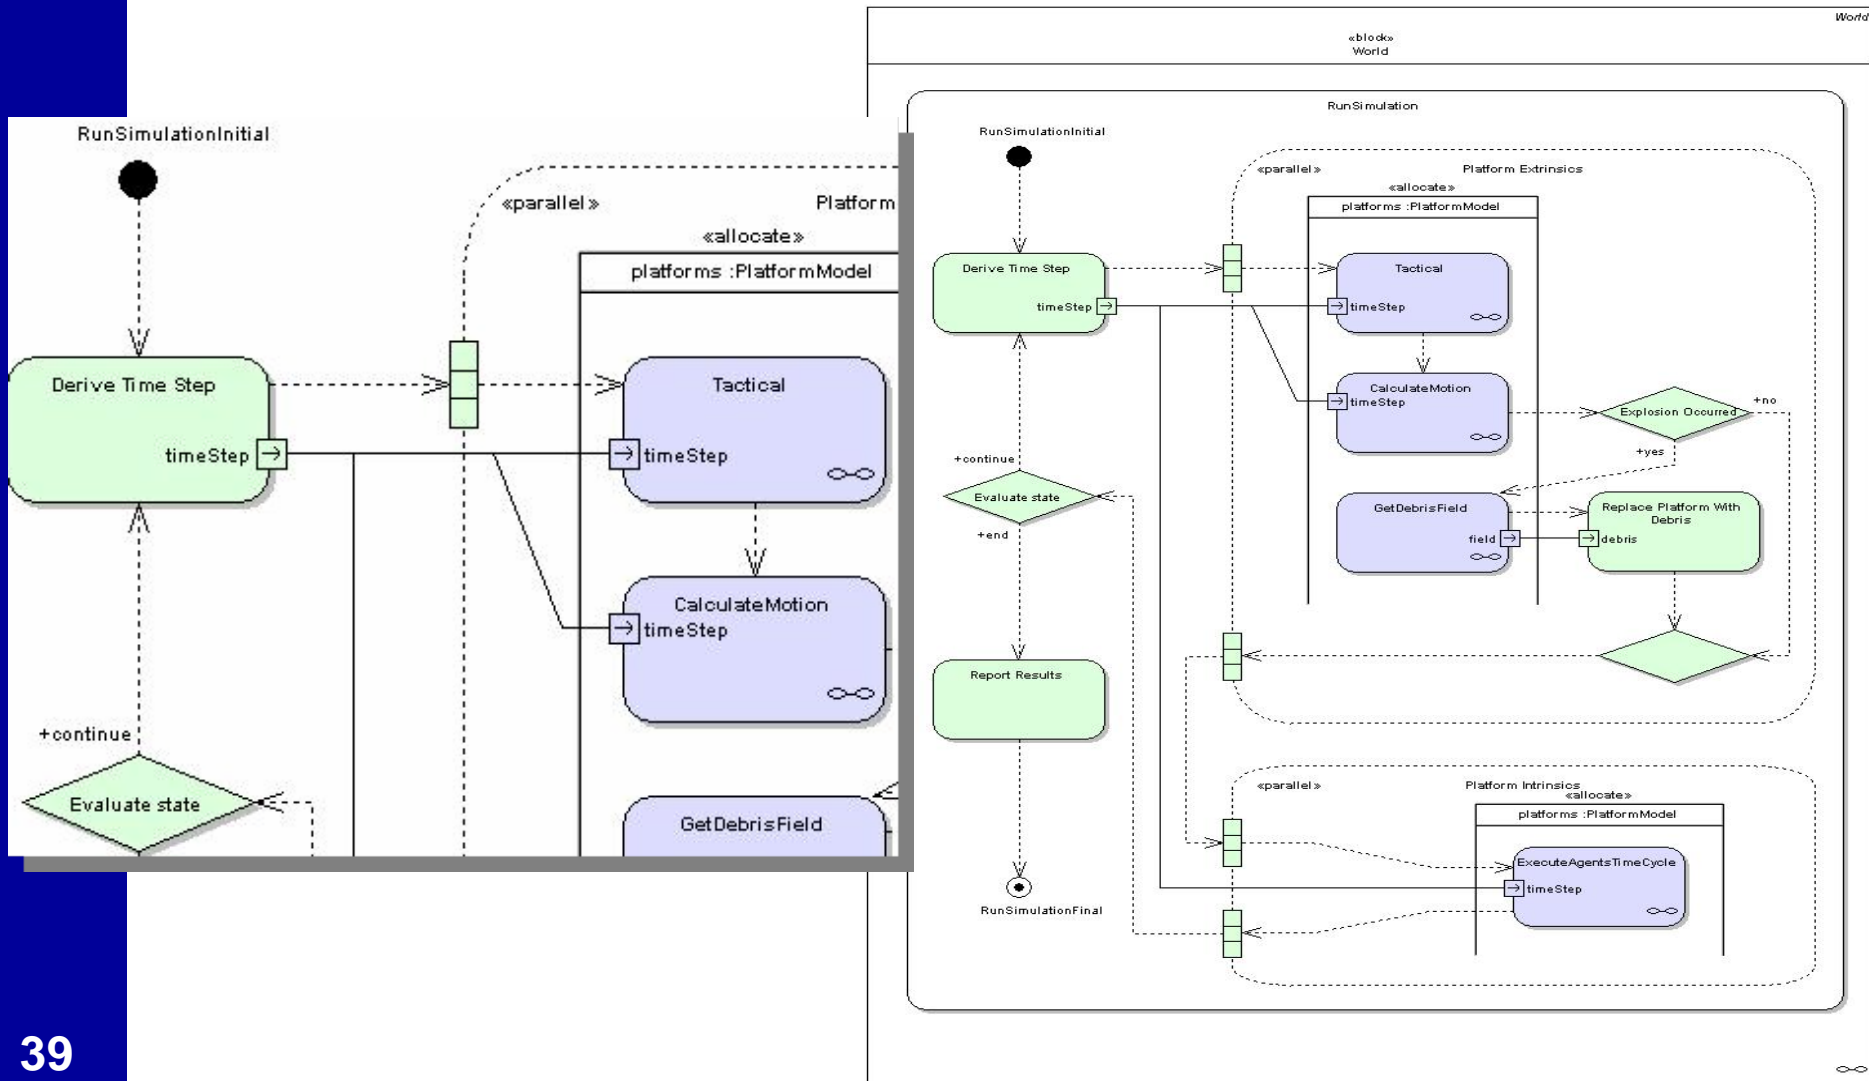 World
«block»
World
RunSimulation
RunSimulationInitial
«parallel»
Platform
«allocate»
platforms :PlatformModel
Derive Time Step
timeStep
Tactical
timeStep
CalculateMotion
timeStep
+continue
Evaluate state
GetDebrisField
RunSimulationInitial
«parallel»
Platform Extrinsics
«allocate»
platforms :PlatformModel
Derive Time Step
timeStep
Tactical
timeStep
CalculateMotion
timeStep
Explosion Occurred
+no
+yes
+continue
Evaluate state
+end
GetDebrisField
field
Replace Platform With
Debris
debris
Report Results
«parallel»
Platform Intrinsics
«allocate»
platforms :PlatformModel
ExecuteAgentsTimeCycle
timeStep
RunSimulationFinal
39